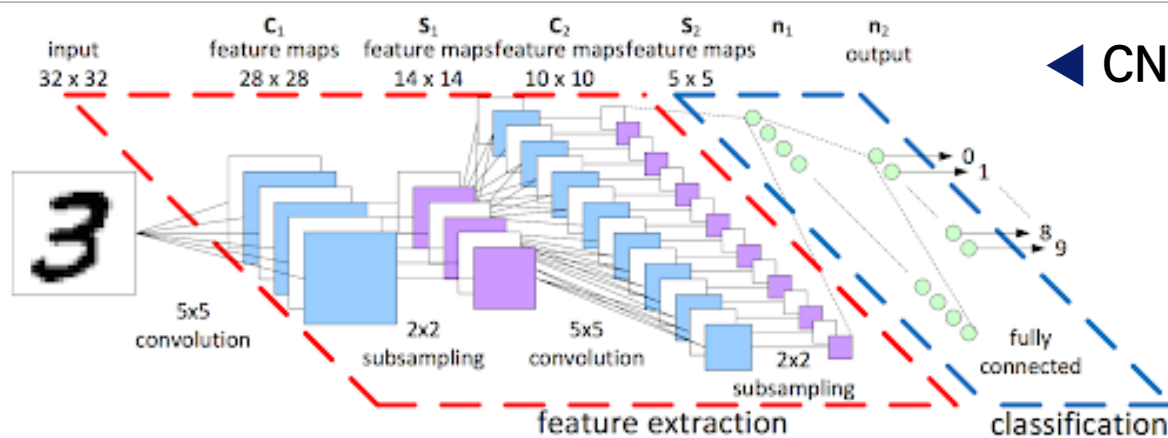 C₁
S₁
C₂
S₂
n₁
n₂
input
feature maps
feature maps
feature maps
feature maps
output
32 x 32
28 x 28
14 x 14
10 x 10
5 x 5
◀ CN
0
1
8
9
3
5x5
convolution
2x2
subsampling
5x5
convolution
2x2
subsampling
fully
connected
feature extraction
classification